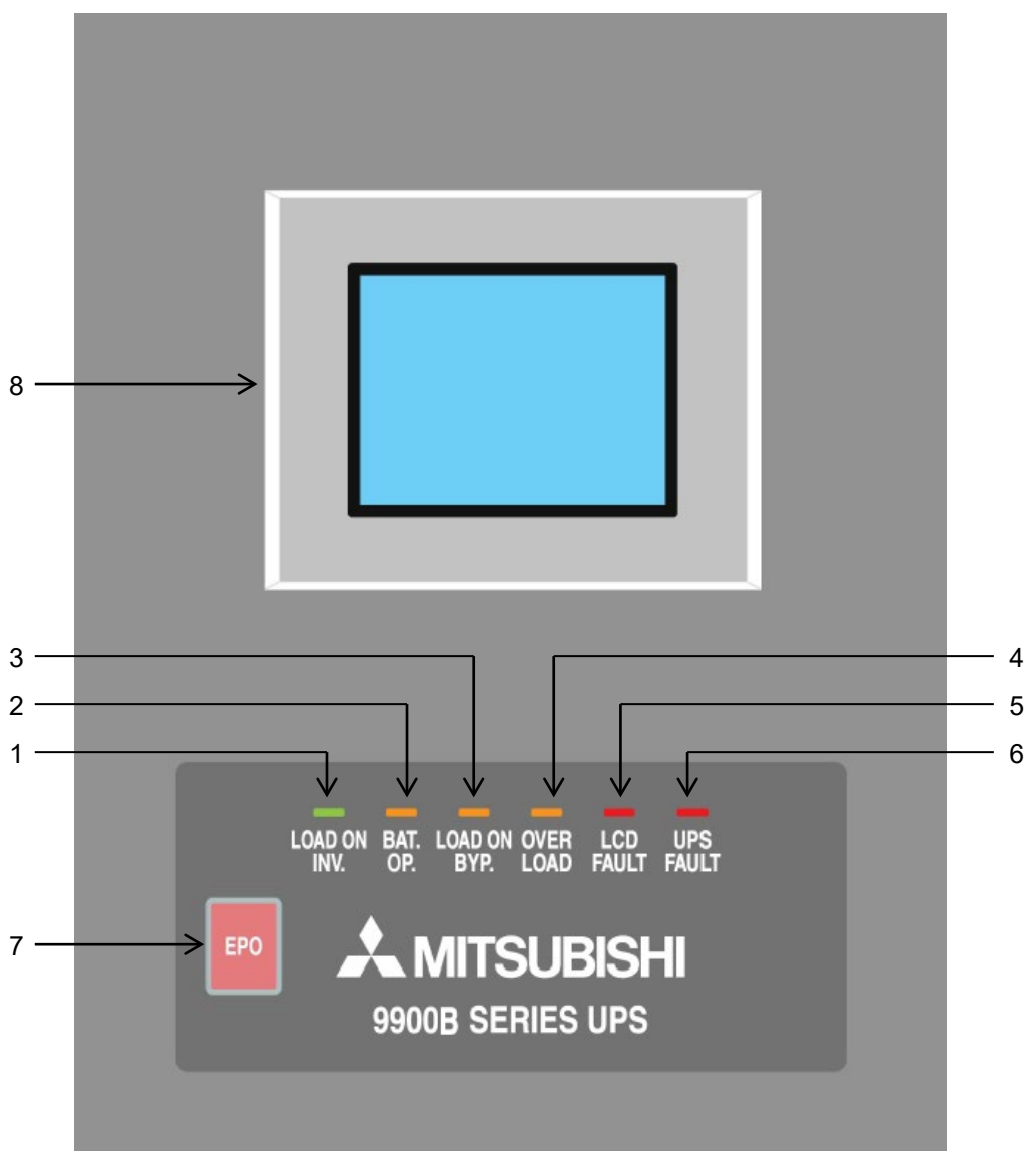 8
3
4
2
5
1
6
LOAD ON INV.
BAT. OP.
LOAD ON BYP.
OVER LOAD
LCD FAULT
UPS FAULT
7
EPO
MITSUBISHI
9900B SERIES UPS